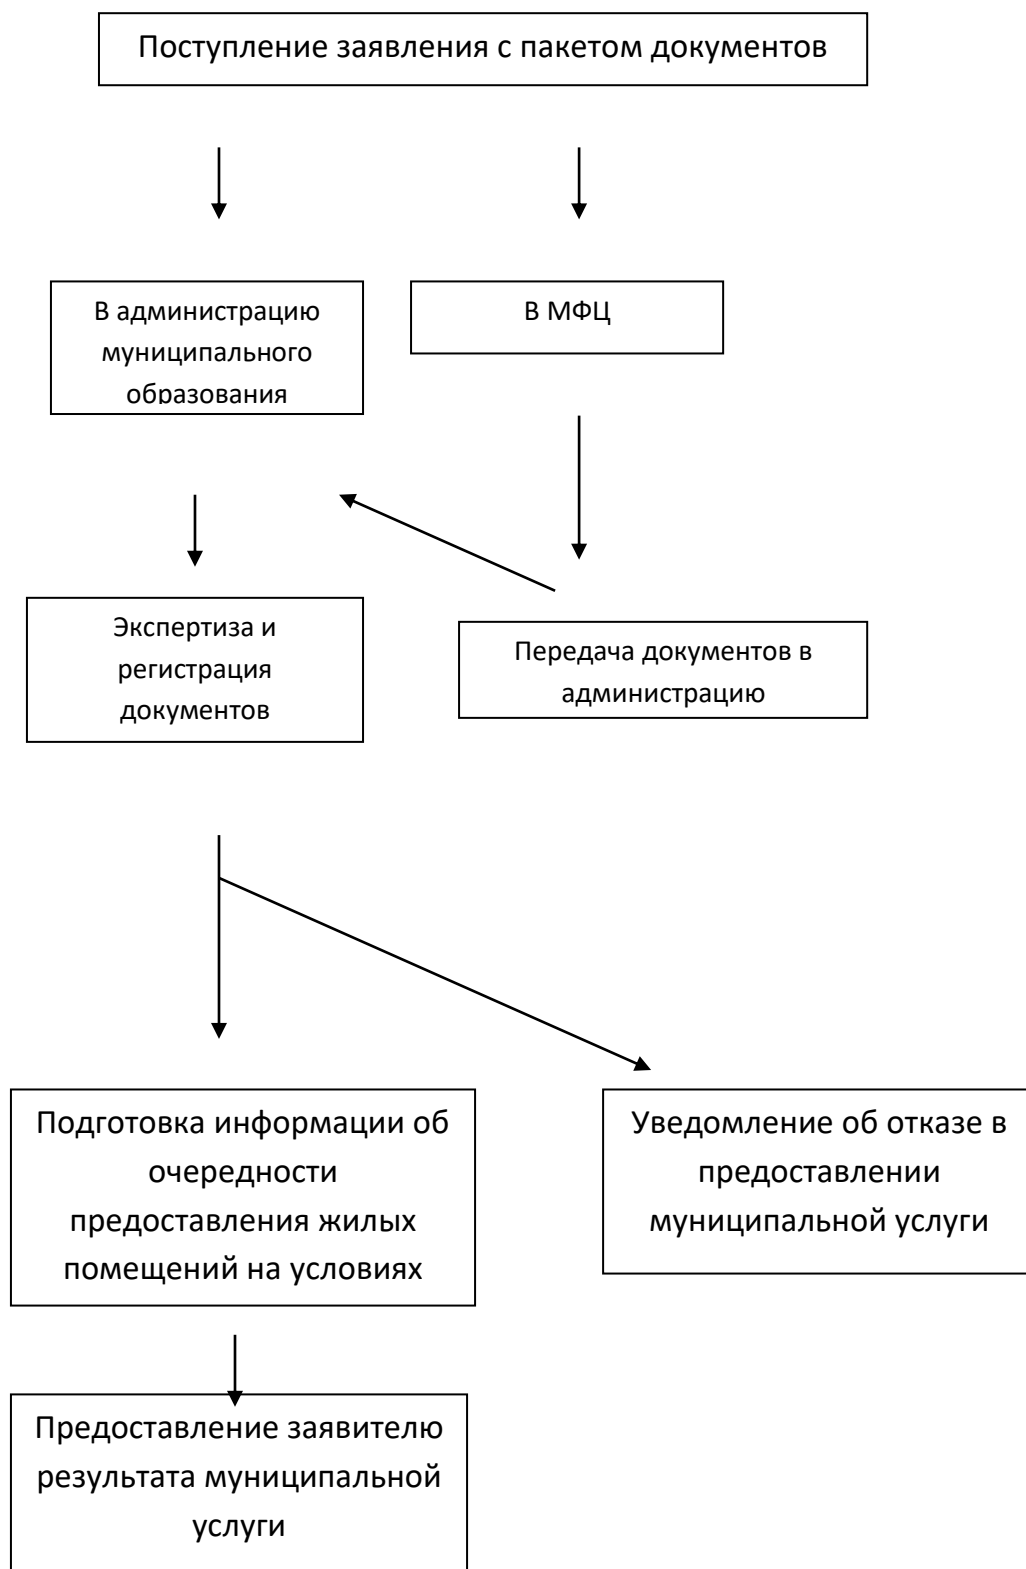 Поступление заявления с пакетом документов
В администрацию
муниципального
образования
В МФЦ
Экспертиза и
регистрация
документов
Передача документов в
администрацию
Подготовка информации об
очередности
предоставления жилых
помещений на условиях
Уведомление об отказе в
предоставлении
муниципальной услуги
Предоставление заявителю
результата муниципальной
услуги